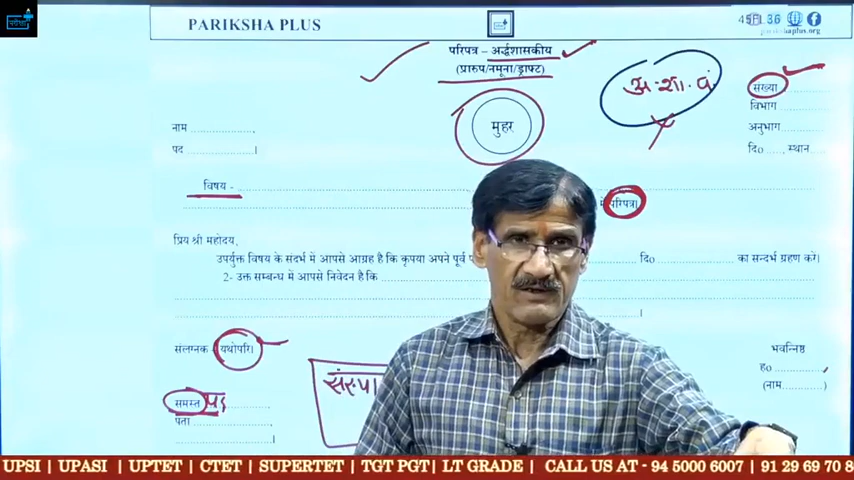 PARIKSHA PLUS
परिपत्र – अर्द्धशासकीय
(प्रारुप/नमूना/ड्राफ्ट)
अ॰शा॰प॰
संख्या
विभाग
अनुभाग
दि०...... स्थान
मुहर
नाम
पद
विषय -
परिपत्र।
प्रिय श्री महोदय,
उपर्युक्त विषय के संदर्भ में आपसे आग्रह है कि कृपया अपने पूर्व
दि०
का सन्दर्भ ग्रहण करें।
2- उक्त सम्बन्ध में आपसे निवेदन है कि
संलग्नक - यथोपरि।
भवन्निष्ठ
ह०
(नाम.............)
समस्त
पता
UPSI | UPASI | UPTET | CTET | SUPERTET | TGT PGT| LT GRADE | CALL US AT - 94 5000 6007 | 91 29 69 70 8